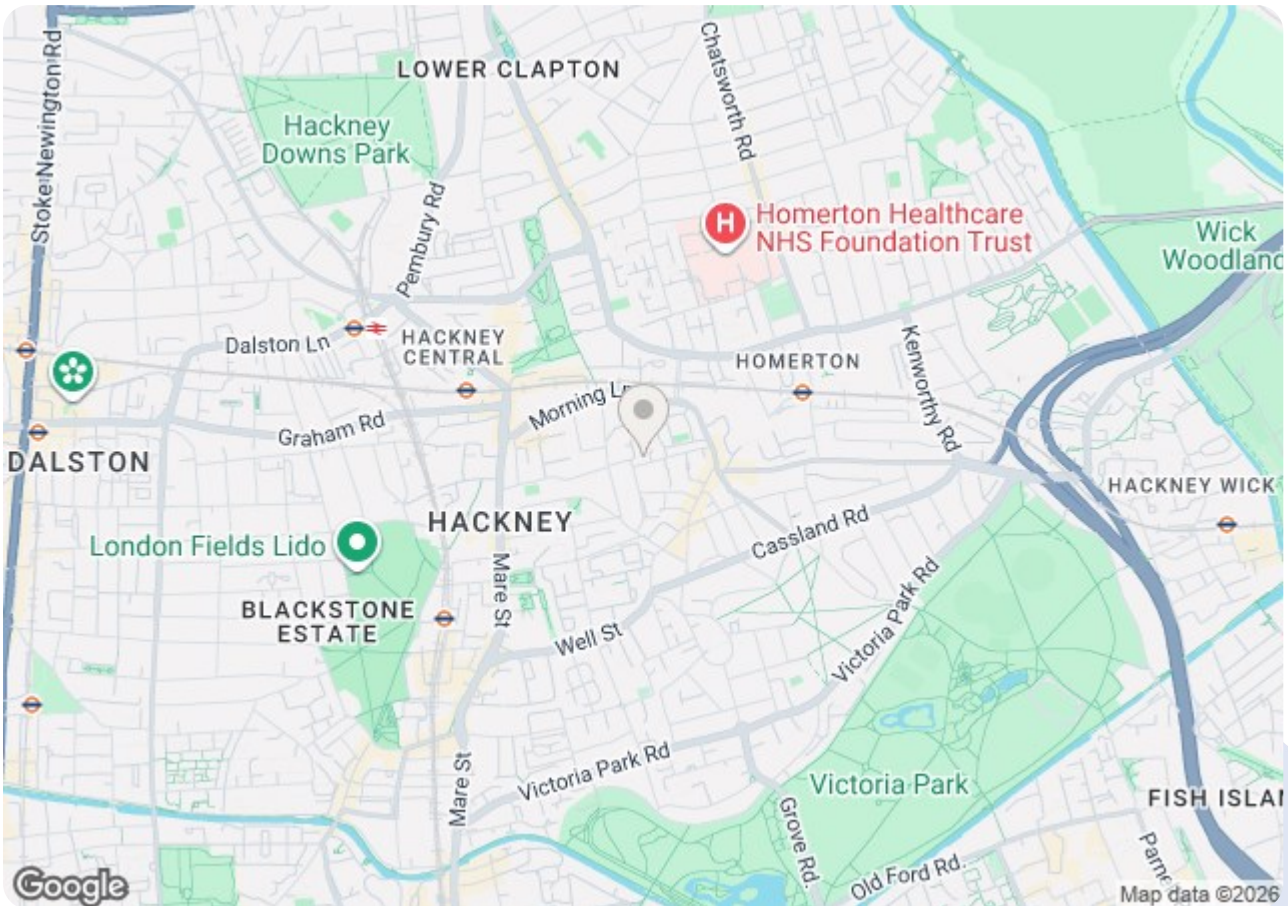 Stoke Newington Rd
LOWER CLAPTON
Chatsworth Rd
Hackney
Downs Park
Pembury Rd
H
Homerton Healthcare
NHS Foundation Trust
Wick
Woodland
Dalston Ln
HACKNEY
CENTRAL
HOMERTON
Kenworthy Rd
Morning Ln
Graham Rd
DALSTON
HACKNEY WICK
HACKNEY
Cassland Rd
London Fields Lido
Mare St
BLACKSTONE
ESTATE
Well St
Victoria Park Rd
Victoria Park Rd
Mare St
Victoria Park
Grove Rd.
FISH ISLA
Old Ford Rd.
Parne
Google
Map data ©2026